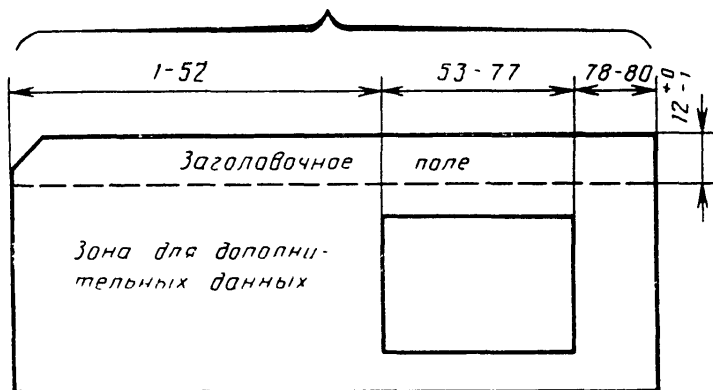 1-52
53-77
78-80
12 +0 -1
Заголовочное поле
Зона для дополни-
тельных данных